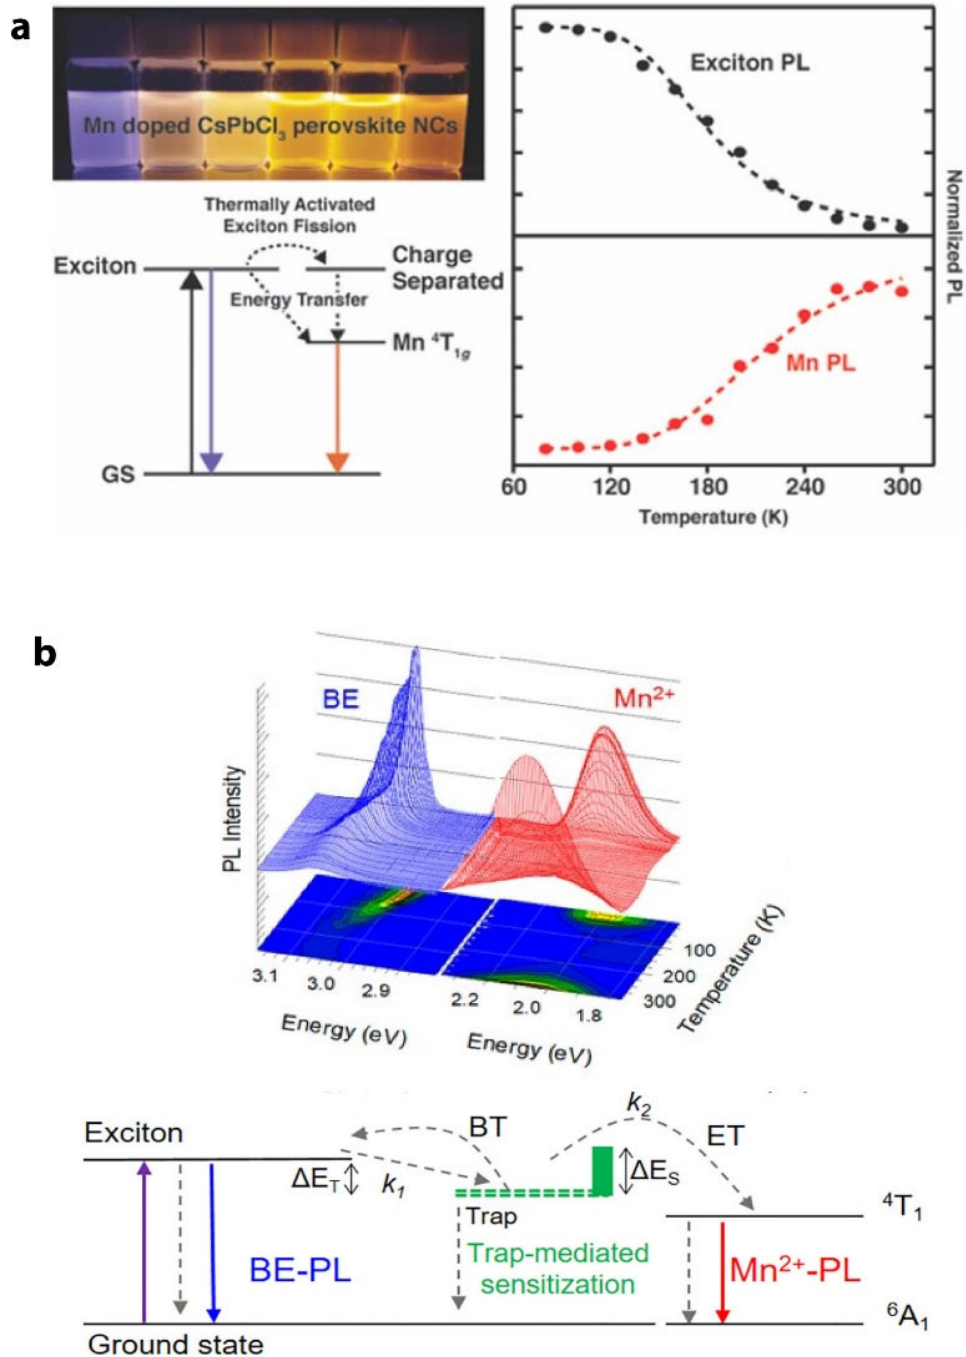 a
Mn doped CsPbCl₃ perovskite NCs
Thermally Activated
Exciton Fission
Exciton
Charge
Separated
Energy Transfer
Mn ⁴T₁g
GS
Exciton PL
Mn PL
Normalized PL
60
120
180
240
300
Temperature (K)
b
BE
Mn²⁺
PL Intensity
3.1
3.0
2.9
Energy (eV)
2.2
2.0
1.8
Energy (eV)
100
200
300
Temperature (K)
Exciton
BT
k₂
ET
ΔE_T
k₁
ΔE_S
Trap
⁴T₁
BE-PL
Trap-mediated
sensitization
Mn²⁺-PL
⁶A₁
Ground state